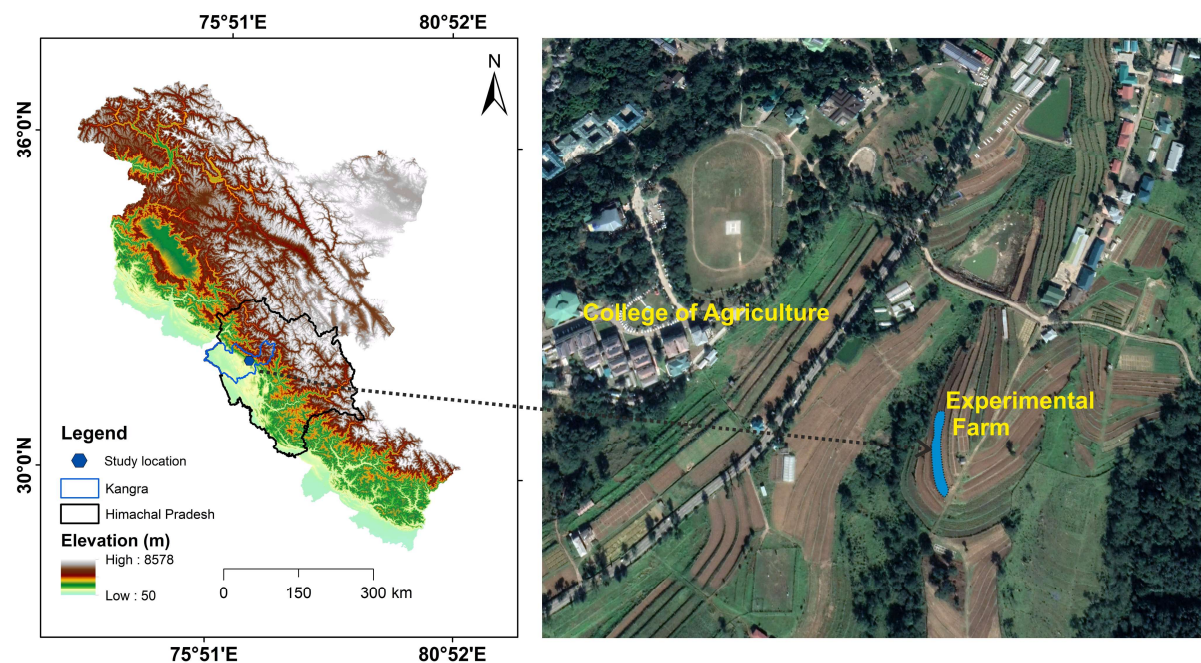 75°51'E
80°52'E
N
36°0'N
30°0'N
Legend
Study location
Kangra
Himachal Pradesh
Elevation (m)
High : 8578
Low : 50
0 150 300 km
75°51'E
80°52'E
College of Agriculture
Experimental
Farm